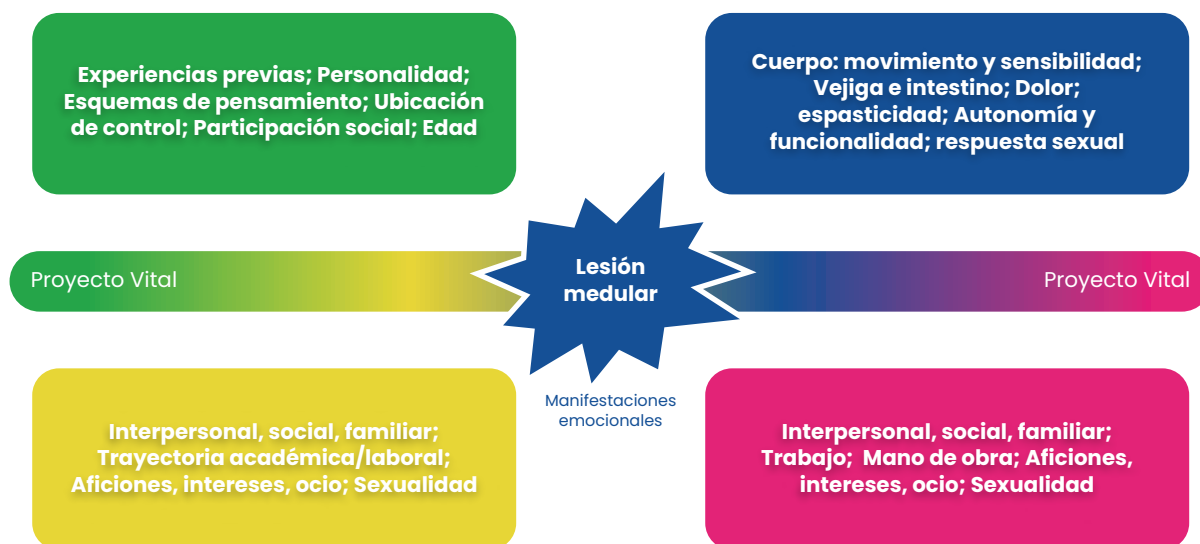 Experiencias previas; Personalidad;
Esquemas de pensamiento; Ubicación
de control; Participación social; Edad
Cuerpo: movimiento y sensibilidad;
Vejiga e intestino; Dolor;
espasticidad; Autonomía y
funcionalidad; respuesta sexual
Proyecto Vital
Lesión
medular
Proyecto Vital
Manifestaciones
emocionales
Interpersonal, social, familiar;
Trayectoria académica/laboral;
Aficiones, intereses, ocio; Sexualidad
Interpersonal, social, familiar;
Trabajo; Mano de obra; Aficiones,
intereses, ocio; Sexualidad